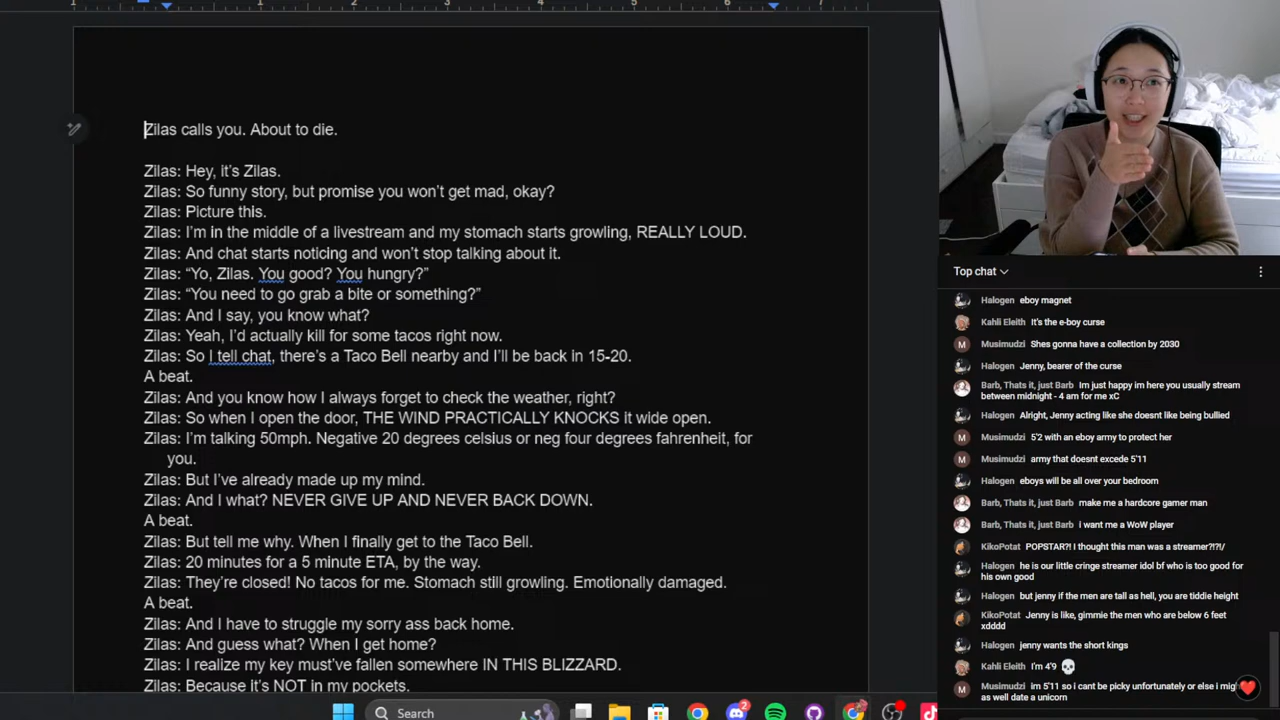 1 1 2 3 4 5 6 7
Zilas calls you. About to die.
Zilas: Hey, it's Zilas.
Zilas: So funny story, but promise you won't get mad, okay?
Zilas: Picture this.
Zilas: I'm in the middle of a livestream and my stomach starts growling, REALLY LOUD.
Zilas: And chat starts noticing and won't stop talking about it.
Zilas: “Yo, Zilas. You good? You hungry?”
Zilas: “You need to go grab a bite or something?”
Zilas: And I say, you know what?
Zilas: Yeah, I'd actually kill for some tacos right now.
Zilas: So I tell chat, there's a Taco Bell nearby and I'll be back in 15-20.
A beat.
Zilas: And you know how I always forget to check the weather, right?
Zilas: So when I open the door, THE WIND PRACTICALLY KNOCKS it wide open.
Zilas: I'm talking 50mph. Negative 20 degrees celsius or neg four degrees fahrenheit, for
you.
Zilas: But I've already made up my mind.
Zilas: And I what? NEVER GIVE UP AND NEVER BACK DOWN.
A beat.
Zilas: But tell me why. When I finally get to the Taco Bell.
Zilas: 20 minutes for a 5 minute ETA, by the way.
Zilas: They're closed! No tacos for me. Stomach still growling. Emotionally damaged.
A beat.
Zilas: And I have to struggle my sorry ass back home.
Zilas: And guess what? When I get home?
Zilas: I realize my key must've fallen somewhere IN THIS BLIZZARD.
Zilas: Because it's NOT in my pockets.
Search
2
Top chat
Halogen eboy magnet
Kahli Eleith It's the e-boy curse
M Musimudzi Shes gonna have a collection by 2030
Halogen Jenny, bearer of the curse
Barb, Thats it, just Barb Im just happy im here you usually stream
between midnight - 4 am for me xC
Halogen Alright, Jenny acting like she doesnt like being bullied
M Musimudzi 5'2 with an eboy army to protect her
M Musimudzi army that doesnt excede 5'11
Halogen eboys will be all over your bedroom
Barb, Thats it, just Barb make me a hardcore gamer man
Barb, Thats it, just Barb i want me a WoW player
KikoPotat POPSTAR?! I thought this man was a streamer?!?!/
Halogen he is our little cringe streamer idol bf who is too good for
his own good
Halogen but jenny if the men are tall as hell, you are tiddie height
KikoPotat Jenny is like, gimmie the men who are below 6 feet
xdddd
Halogen jenny wants the short kings
Kahli Eleith I'm 4'9 💀
M Musimudzi im 5'11 so i cant be picky unfortunately or else i mig
as well date a unicorn